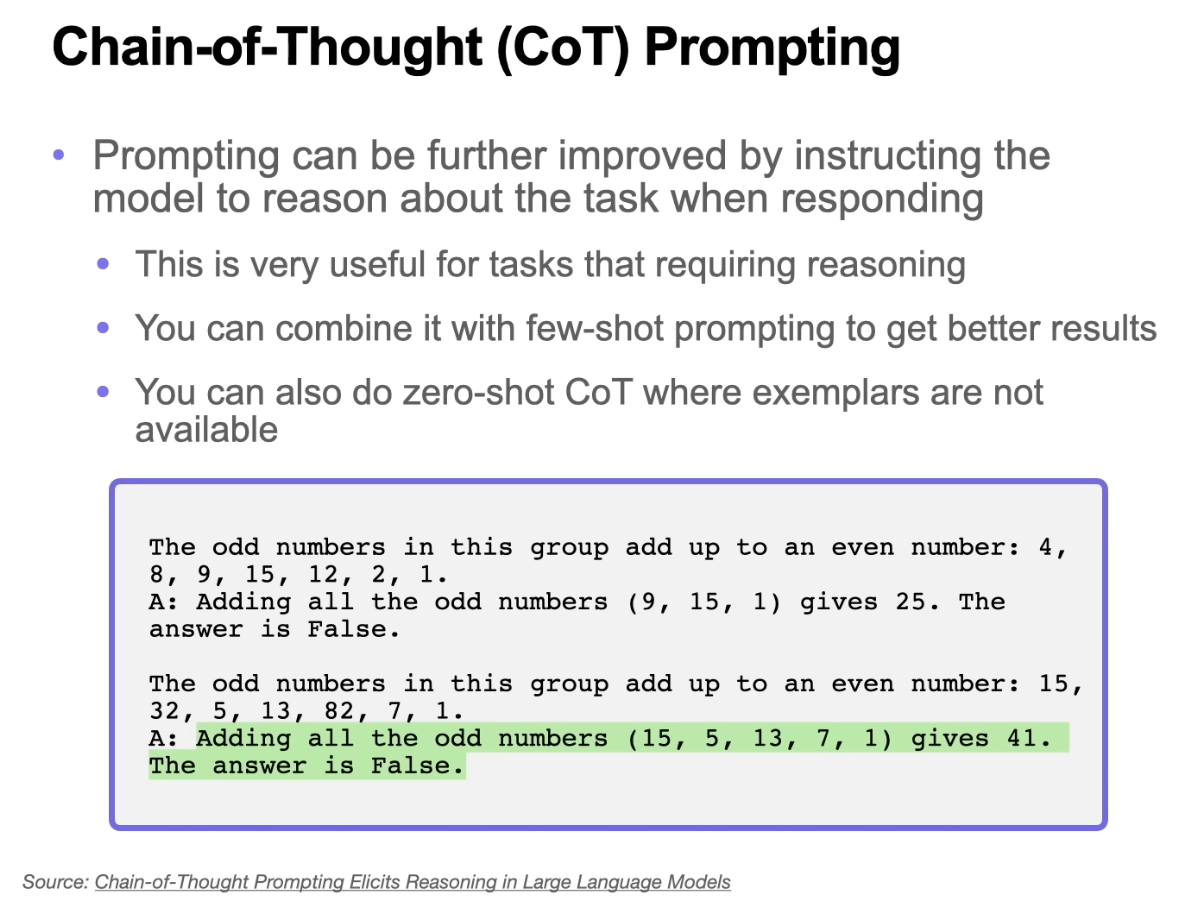 Chain-of-Thought (CoT) Prompting
• Prompting can be further improved by instructing the
model to reason about the task when responding
• This is very useful for tasks that requiring reasoning
• You can combine it with few-shot prompting to get better results
• You can also do zero-shot CoT where exemplars are not
available
The odd numbers in this group add up to an even number: 4,
8, 9, 15, 12, 2, 1.
A: Adding all the odd numbers (9, 15, 1) gives 25. The
answer is False.
The odd numbers in this group add up to an even number: 15,
32, 5, 13, 82, 7, 1.
A: Adding all the odd numbers (15, 5, 13, 7, 1) gives 41.
The answer is False.
Source: Chain-of-Thought Prompting Elicits Reasoning in Large Language Models